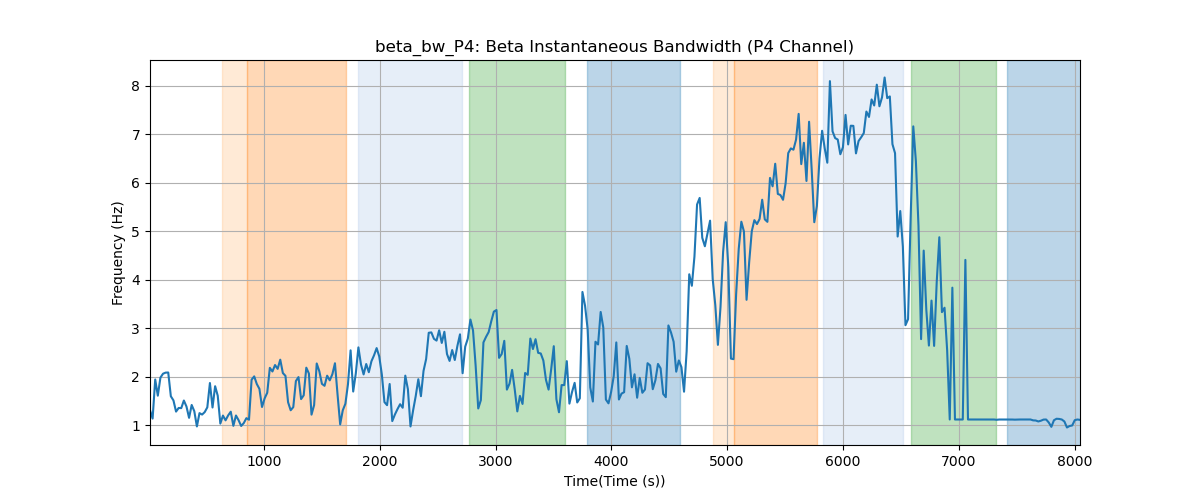 beta_bw_P4: Beta Instantaneous Bandwidth (P4 Channel)
8
7
6
5
4
3
2
1
Frequency (Hz)
1000 2000 3000 4000 5000 6000 7000 8000
Time(Time (s))